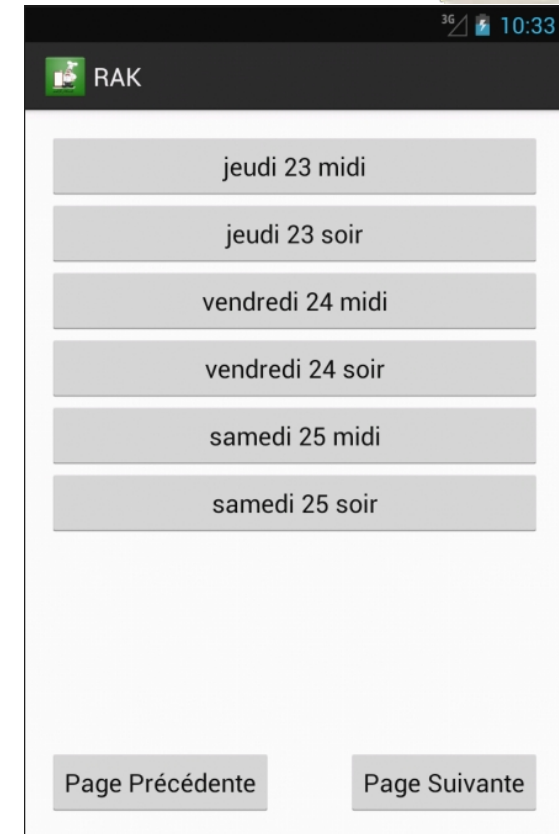 3G 10:33
RAK
jeudi 23 midi
jeudi 23 soir
vendredi 24 midi
vendredi 24 soir
samedi 25 midi
samedi 25 soir
Page Précédente Page Suivante